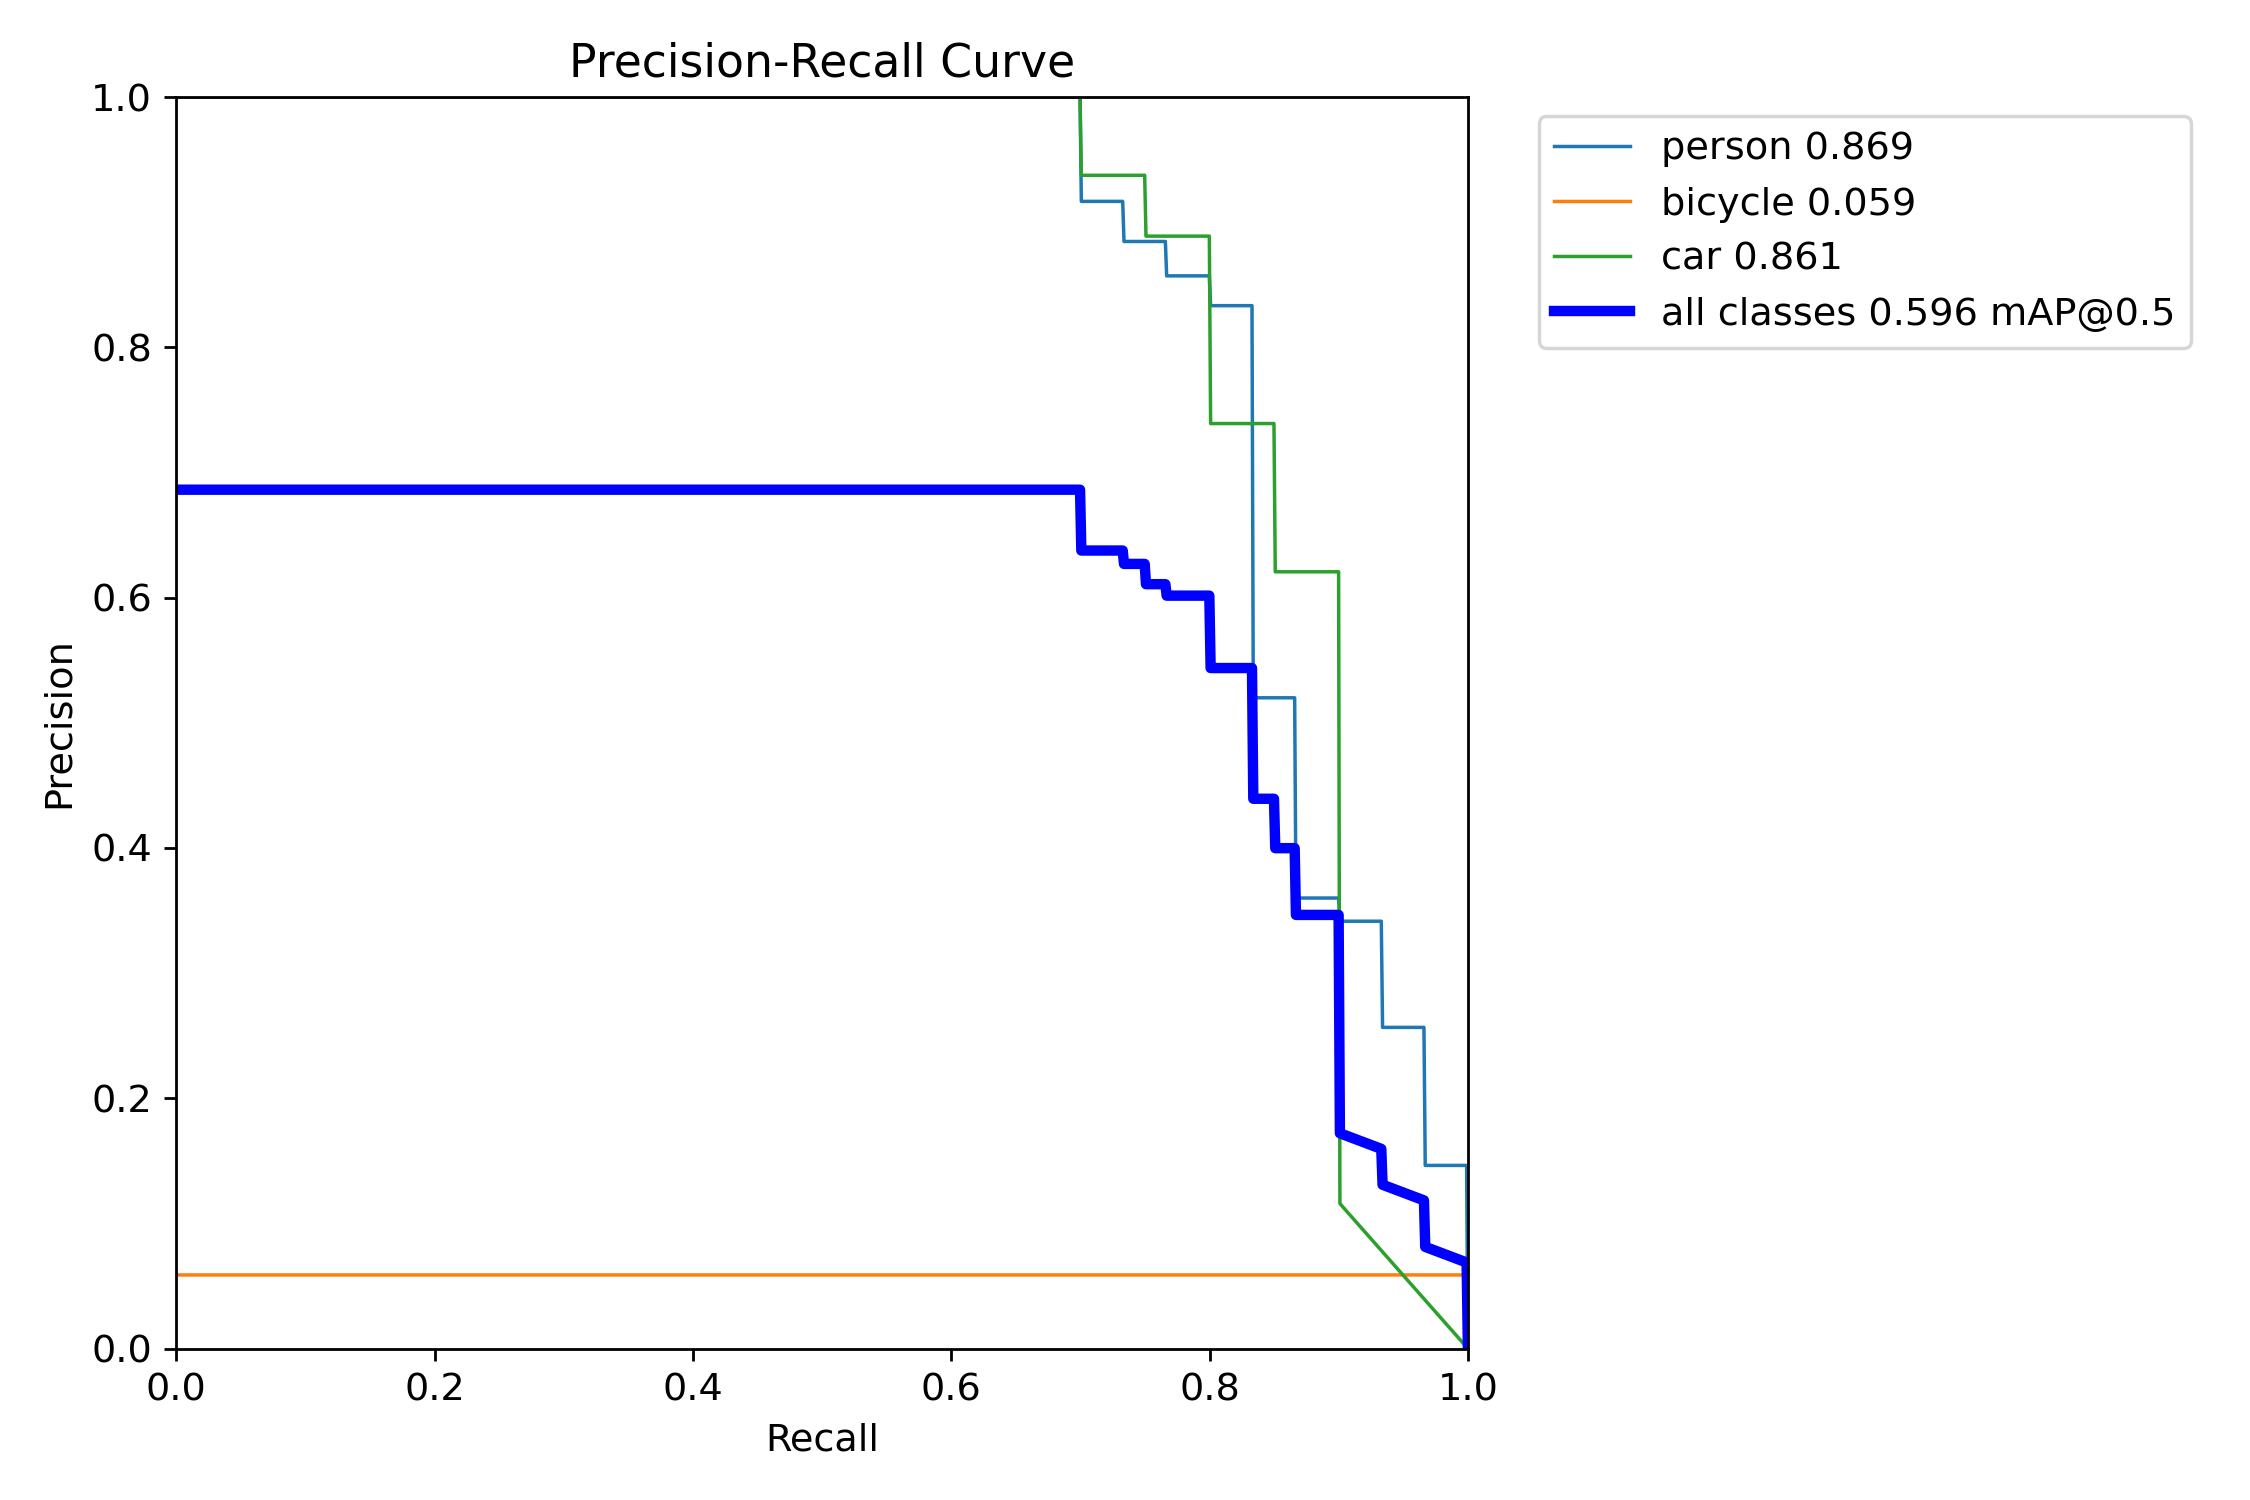 Precision-Recall Curve
person 0.869
bicycle 0.059
car 0.861
all classes 0.596 mAP@0.5
Precision
1.0
0.8
0.6
0.4
0.2
0.0
0.0 0.2 0.4 0.6 0.8 1.0
Recall